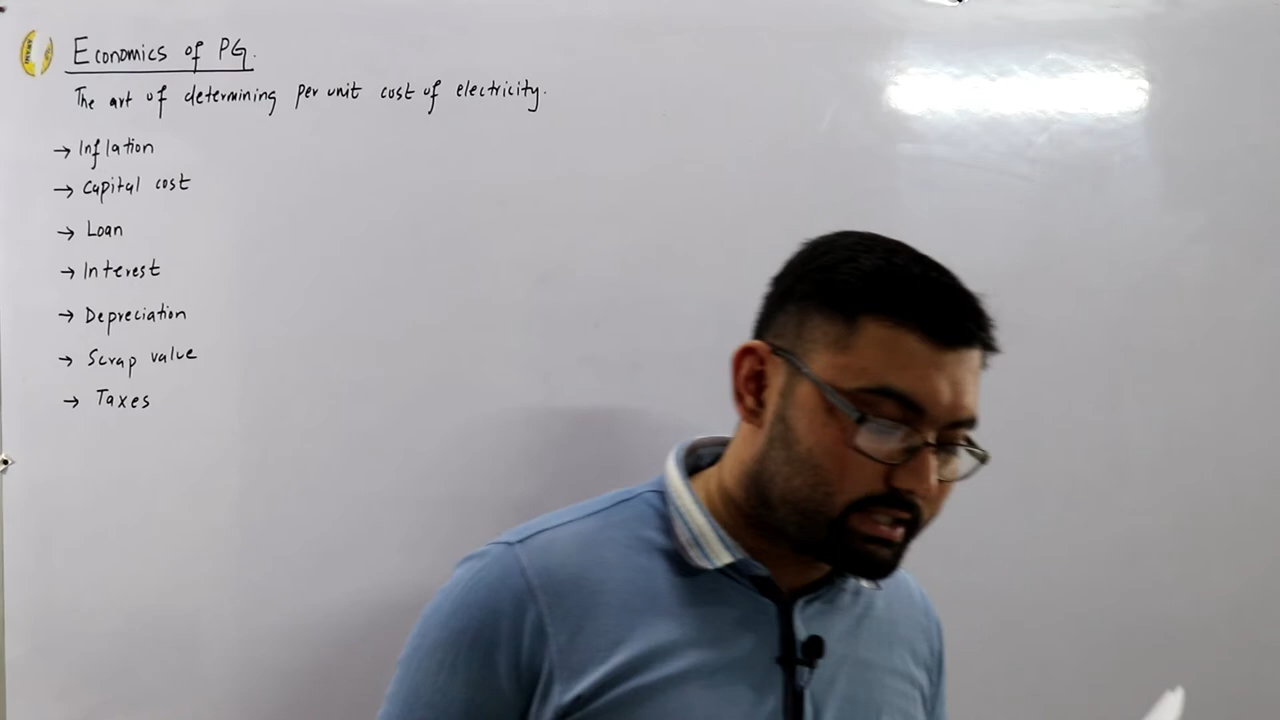 Economics of PG.
The art of determining per unit cost of electricity.
→ Inflation
→ Capital cost
→ Loan
→ Interest
→ Depreciation
→ Scrap value
→ Taxes